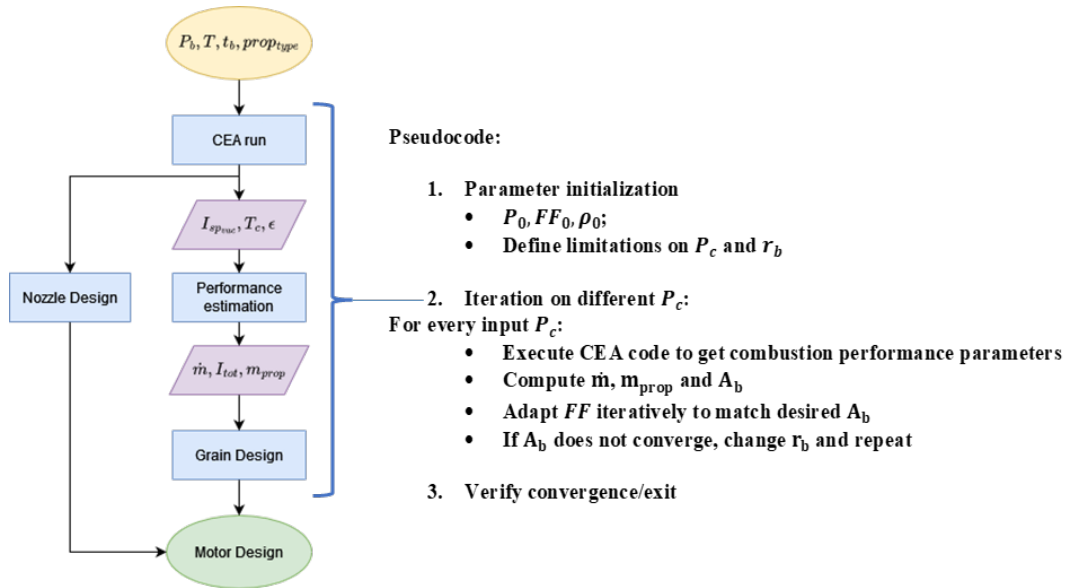 P_b, T, t_b, prop_type
CEA run
I_{sp_{vac}}, T_c, ϵ
Nozzle Design
Performance
estimation
ṁ, I_tot, m_prop
Grain Design
Motor Design
Pseudocode:
1. Parameter initialization
• P_0, FF_0, ρ_0;
• Define limitations on P_c and r_b
2. Iteration on different P_c:
For every input P_c:
• Execute CEA code to get combustion performance parameters
• Compute ṁ, m_prop and A_b
• Adapt FF iteratively to match desired A_b
• If A_b does not converge, change r_b and repeat
3. Verify convergence/exit